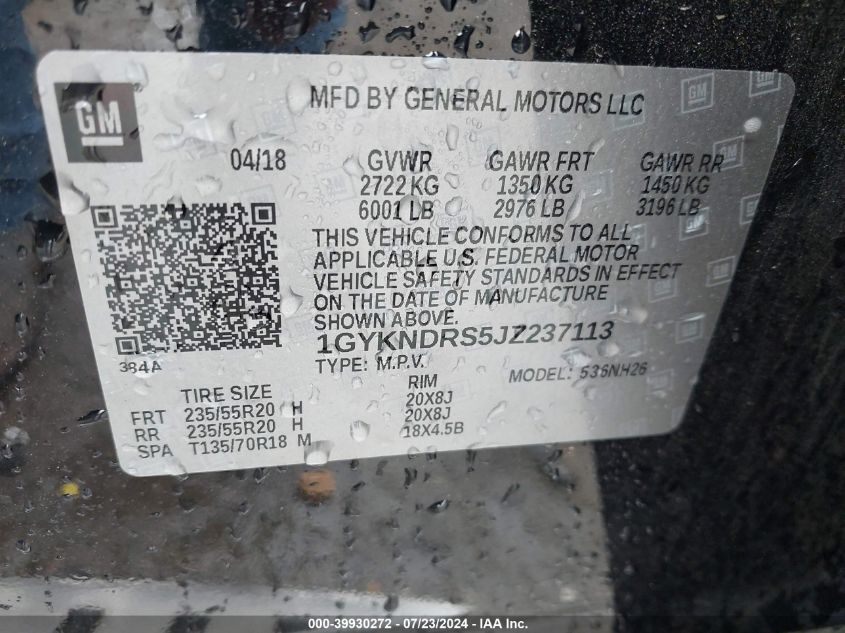 GM
MFD BY GENERAL MOTORS LLC
04/18 GVWR GAWR FRT GAWR RR
2722 KG 1350 KG 1450 KG
6001 LB 2976 LB 3196 LB
THIS VEHICLE CONFORMS TO ALL
APPLICABLE U.S. FEDERAL MOTOR
VEHICLE SAFETY STANDARDS IN EFFECT
ON THE DATE OF MANUFACTURE
SHOWN ABOVE.
1GYKNDRS5JZ237113
384A
TYPE: M.P.V. MODEL: 536NH26
TIRE SIZE RIM
FRT 235/55R20 H 20X8J
RR 235/55R20 H 20X8J
SPA T135/70R18 M 18X4.5B
000-39930272 - 07/23/2024 - IAA Inc.